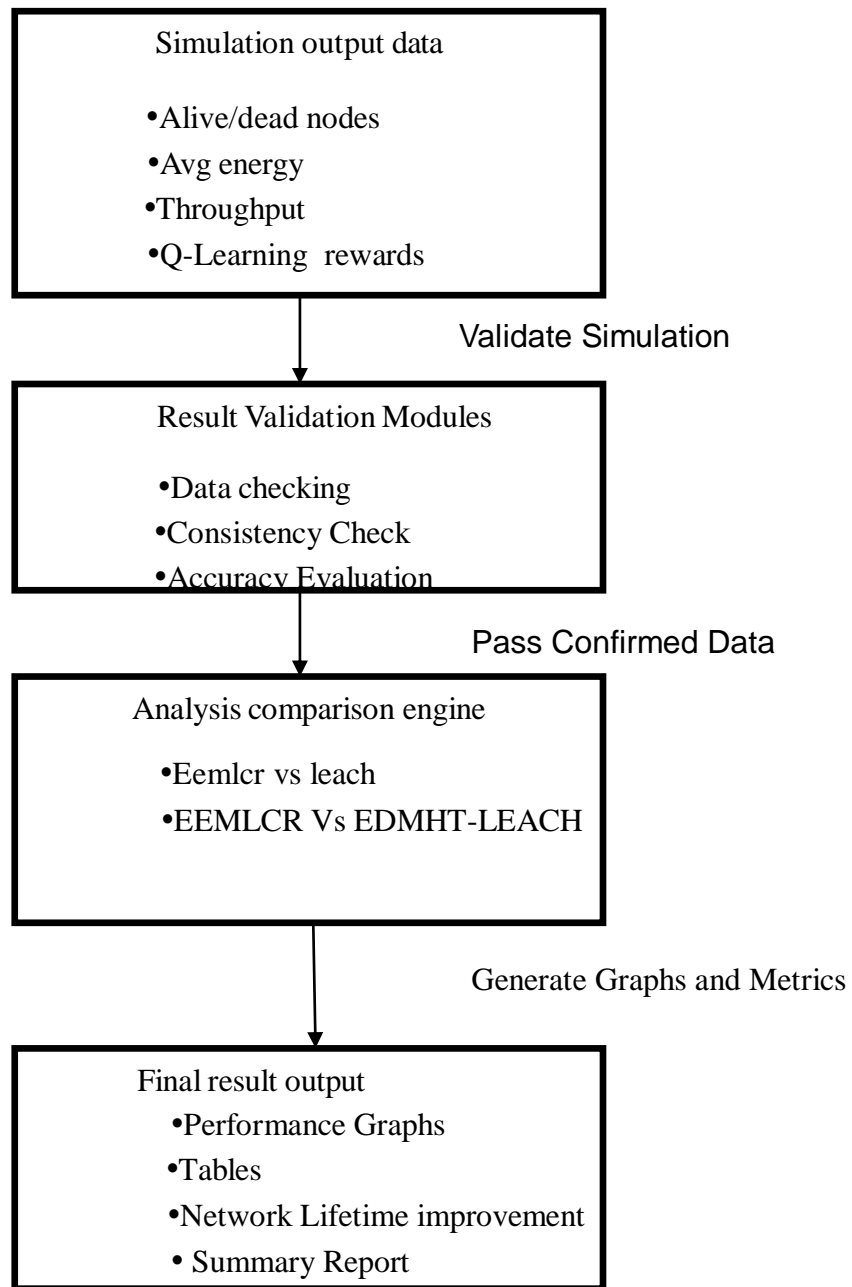 Simulation output data
•Alive/dead nodes
•Avg energy
•Throughput
•Q-Learning rewards
Validate Simulation
Result Validation Modules
•Data checking
•Consistency Check
•Accuracy Evaluation
Pass Confirmed Data
Analysis comparison engine
•Eemlcr vs leach
•EEMLCR Vs EDMHT-LEACH
Generate Graphs and Metrics
Final result output
•Performance Graphs
•Tables
•Network Lifetime improvement
• Summary Report